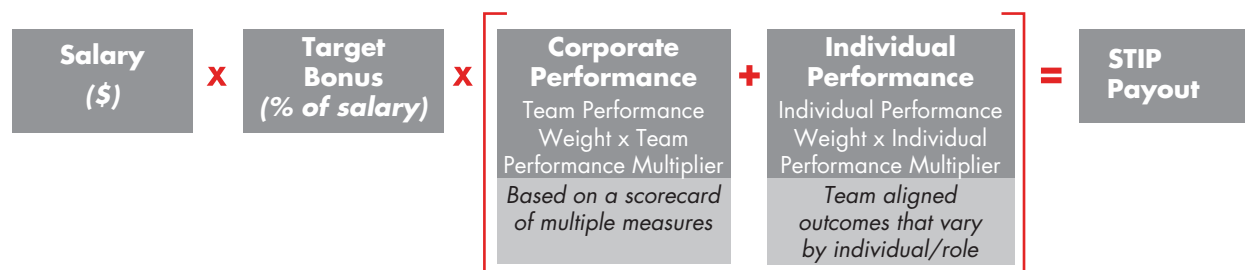 Salary
($)
x
Target
Bonus
(% of salary)
x
Corporate
Performance
Team Performance
Weight x Team
Performance Multiplier
Based on a scorecard
of multiple measures
+
Individual
Performance
Individual Performance
Weight x Individual
Performance Multiplier
Team aligned
outcomes that vary
by individual/role
=
STIP
Payout